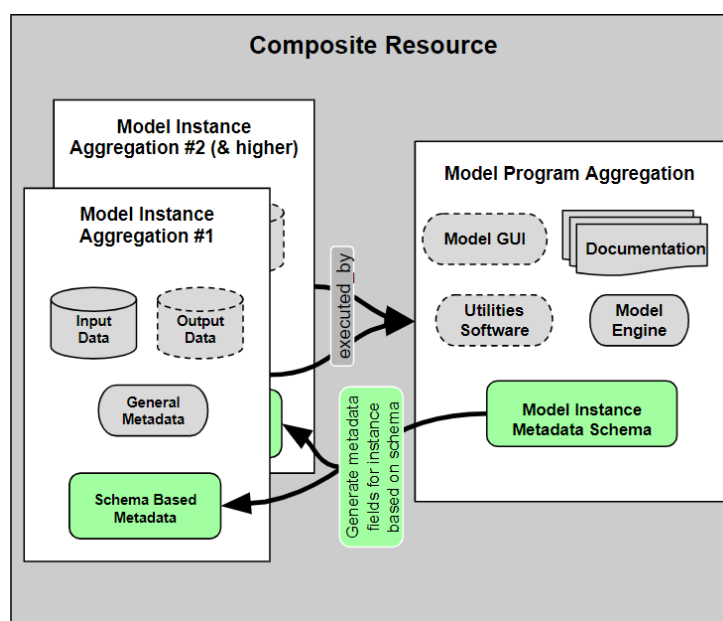 Composite Resource
Model Instance
Aggregation #2 (& higher)
Model Instance
Aggregation #1
Input
Data
Output
Data
General
Metadata
Schema Based
Metadata
executed_by
Generate metadata
fields for instance
based on schema
Model Program Aggregation
Model GUI
Documentation
Utilities
Software
Model
Engine
Model Instance
Metadata Schema